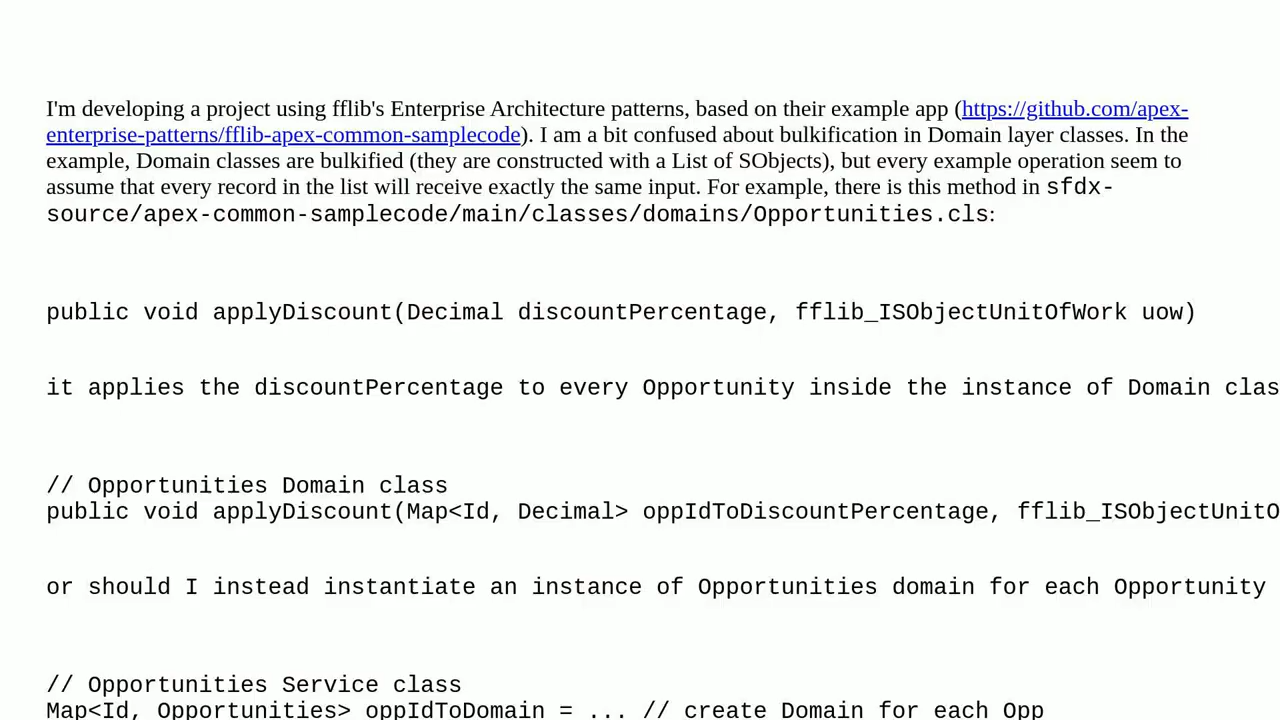 I'm developing a project using fflib's Enterprise Architecture patterns, based on their example app (https://github.com/apex-
enterprise-patterns/fflib-apex-common-samplecode). I am a bit confused about bulkification in Domain layer classes. In the
example, Domain classes are bulkified (they are constructed with a List of SObjects), but every example operation seem to
assume that every record in the list will receive exactly the same input. For example, there is this method in sfdx-
source/apex-common-samplecode/main/classes/domains/Opportunities.cls:
public void applyDiscount(Decimal discountPercentage, fflib_ISObjectUnitOfWork uow)
it applies the discountPercentage to every Opportunity inside the instance of Domain clas
// Opportunities Domain class
public void applyDiscount(Map<Id, Decimal> oppIdToDiscountPercentage, fflib_ISObjectUnitO
or should I instead instantiate an instance of Opportunities domain for each Opportunity
// Opportunities Service class
Map<Id, Opportunities> oppIdToDomain = ... // create Domain for each Opp